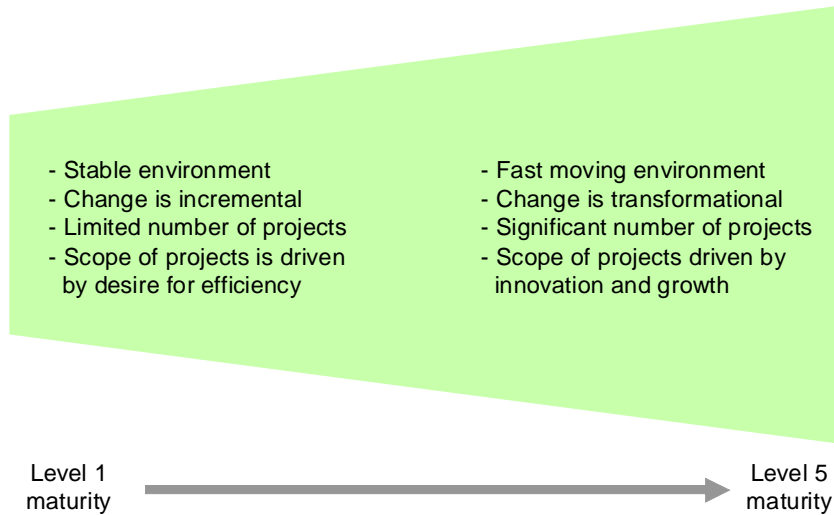 - Stable environment
- Change is incremental
- Limited number of projects
- Scope of projects is driven
by desire for efficiency
- Fast moving environment
- Change is transformational
- Significant number of projects
- Scope of projects driven by
innovation and growth
Level 1
maturity
Level 5
maturity